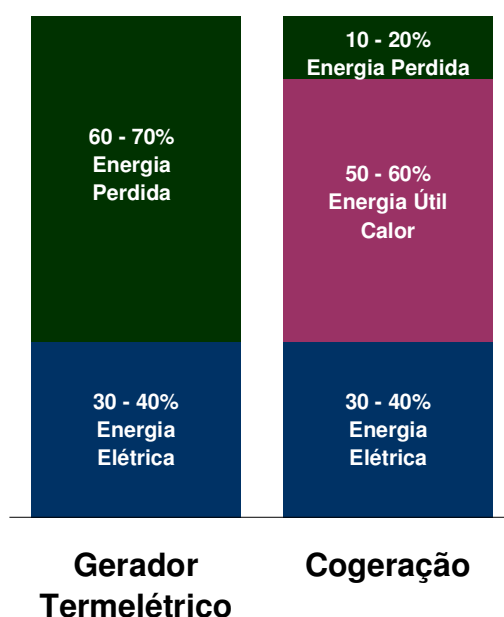 60 - 70%
Energia
Perdida
30 - 40%
Energia
Elétrica
Gerador
Termelétrico
10 - 20%
Energia Perdida
50 - 60%
Energia Útil
Calor
30 - 40%
Energia
Elétrica
Cogeração